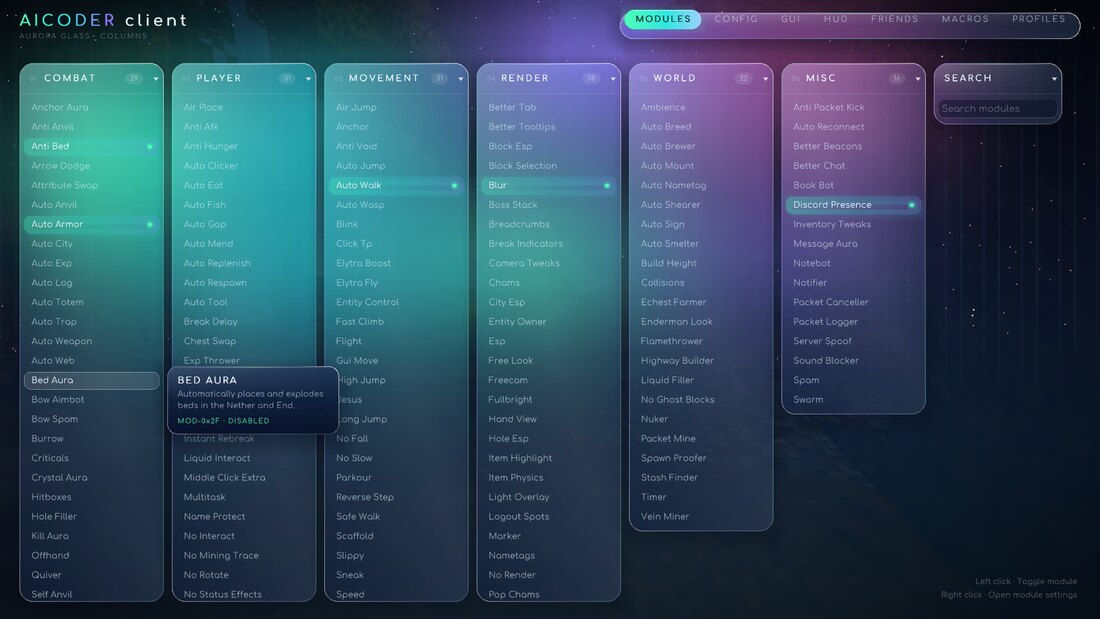 AICODER client
AURORA GLASS · COLUMNS
MODULES CONFIG GUI HUD FRIENDS MACROS PROFILES
01 COMBAT 29
Anchor Aura
Anti Anvil
Anti Bed
Arrow Dodge
Attribute Swap
Auto Anvil
Auto Armor
Auto City
Auto Exp
Auto Log
Auto Totem
Auto Trap
Auto Weapon
Auto Web
Bed Aura
Bow Aimbot
Bow Spam
Burrow
Criticals
Crystal Aura
Hitboxes
Hole Filler
Kill Aura
Offhand
Quiver
Self Anvil
02 PLAYER 31
Air Place
Anti Afk
Anti Hunger
Auto Clicker
Auto Eat
Auto Fish
Auto Gap
Auto Mend
Auto Replenish
Auto Respawn
Auto Tool
Break Delay
Chest Swap
Exp Thrower
BED AURA
Automatically places and explodes
beds in the Nether and End.
MOD-0x2F · DISABLED
Instant Rebreak
Liquid Interact
Middle Click Extra
Multitask
Name Protect
No Interact
No Mining Trace
No Rotate
No Status Effects
03 MOVEMENT 31
Air Jump
Anchor
Anti Void
Auto Jump
Auto Walk
Auto Wasp
Blink
Click Tp
Elytra Boost
Elytra Fly
Entity Control
Fast Climb
Flight
Gui Move
High Jump
Jesus
Long Jump
No Fall
No Slow
Parkour
Reverse Step
Safe Walk
Scaffold
Slippy
Sneak
Speed
04 RENDER 38
Better Tab
Better Tooltips
Block Esp
Block Selection
Blur
Boss Stack
Breadcrumbs
Break Indicators
Camera Tweaks
Chams
City Esp
Entity Owner
Esp
Free Look
Freecam
Fullbright
Hand View
Hole Esp
Item Highlight
Item Physics
Light Overlay
Logout Spots
Marker
Nametags
No Render
Pop Chams
05 WORLD 22
Ambience
Auto Breed
Auto Brewer
Auto Mount
Auto Nametag
Auto Shearer
Auto Sign
Auto Smelter
Build Height
Collisions
Echest Farmer
Enderman Look
Flamethrower
Highway Builder
Liquid Filler
No Ghost Blocks
Nuker
Packet Mine
Spawn Proofer
Stash Finder
Timer
Vein Miner
06 MISC 16
Anti Packet Kick
Auto Reconnect
Better Beacons
Better Chat
Book Bot
Discord Presence
Inventory Tweaks
Message Aura
Notebot
Notifier
Packet Canceller
Packet Logger
Server Spoof
Sound Blocker
Spam
Swarm
SEARCH
Search modules
Left click · Toggle module
Right click · Open module settings